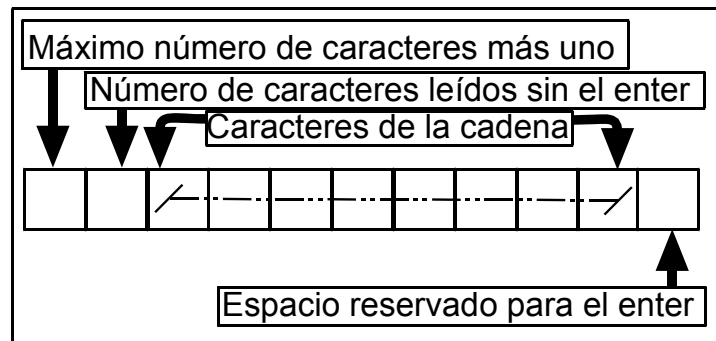 Máximo número de caracteres más uno
Número de caracteres leídos sin el enter
Caracteres de la cadena
Espacio reservado para el enter